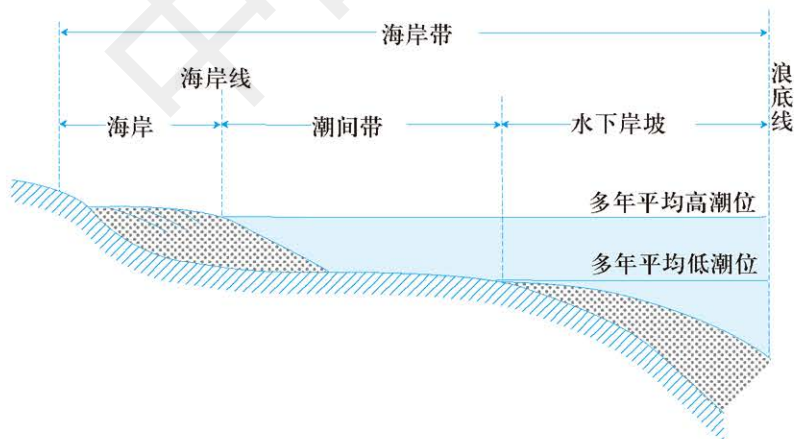 海岸带
海岸线
浪底线
海岸
潮间带
水下岸坡
多年平均高潮位
多年平均低潮位